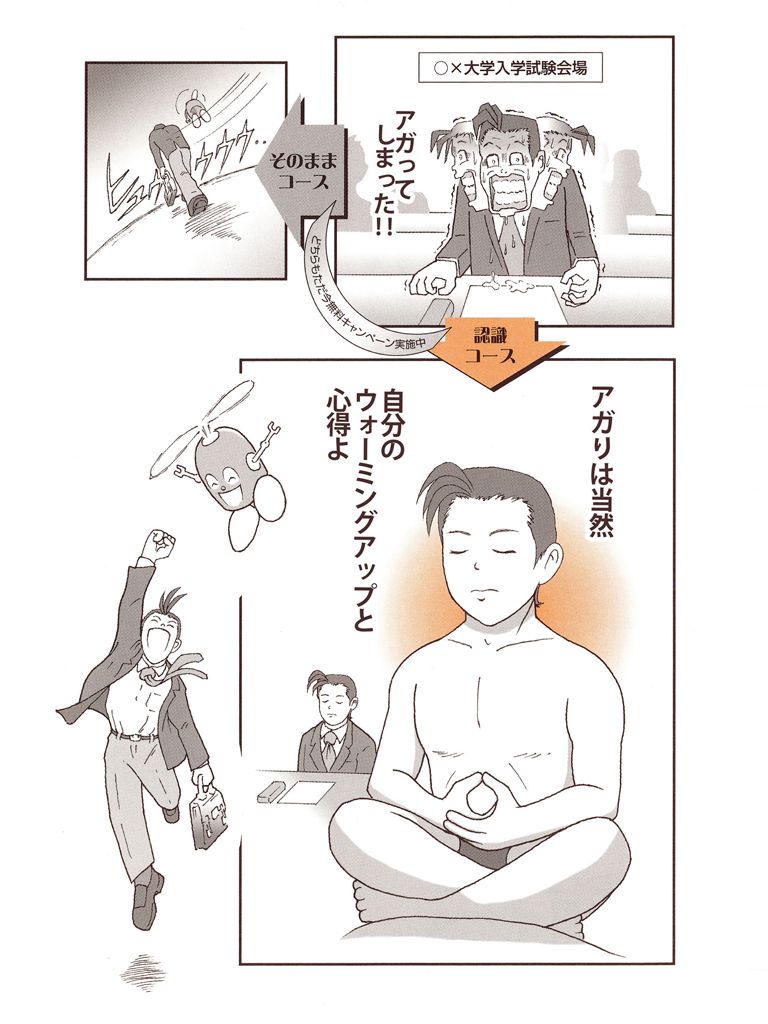 ○×大学入学試験会場
アガって
しまった!!
そのまま
コース
ヒュゥウウウ‥
どちらもただ今無料キャンペーン実施中
認識
コース
アガりは当然
自分の
ウォーミングアップと
心得よ